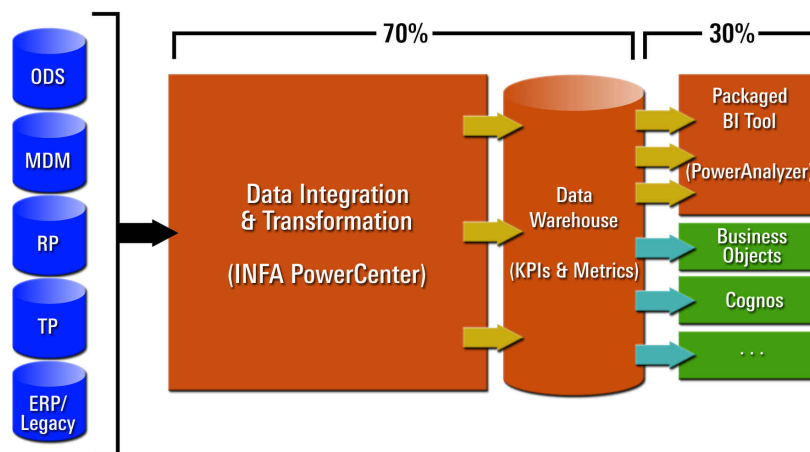 70%
30%
ODS
MDM
RP
TP
ERP/
Legacy
Data Integration
& Transformation
(INFA PowerCenter)
Data
Warehouse
(KPIs & Metrics)
Packaged
BI Tool
(PowerAnalyzer)
Business
Objects
Cognos
...